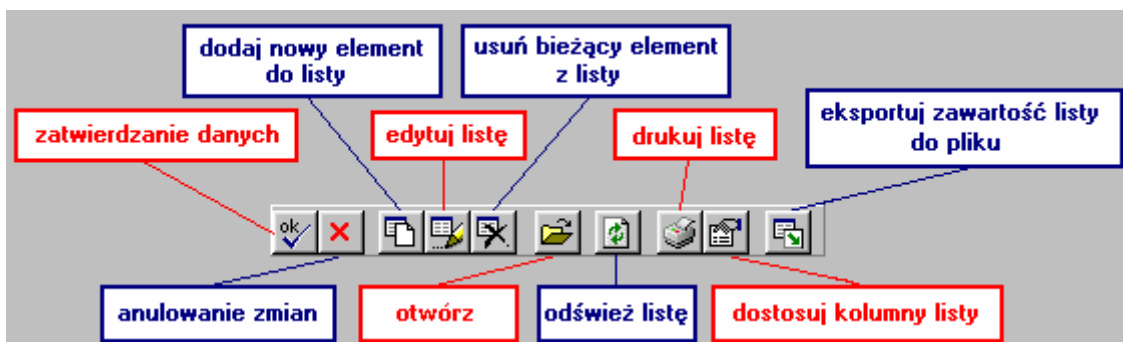 dodaj nowy element
do listy
usuń bieżący element
z listy
eksportuj zawartość listy
do pliku
zatwierdzanie danych
edytuj listę
drukuj listę
ok
anulowanie zmian
otwórz
odśwież listę
dostosuj kolumny listy